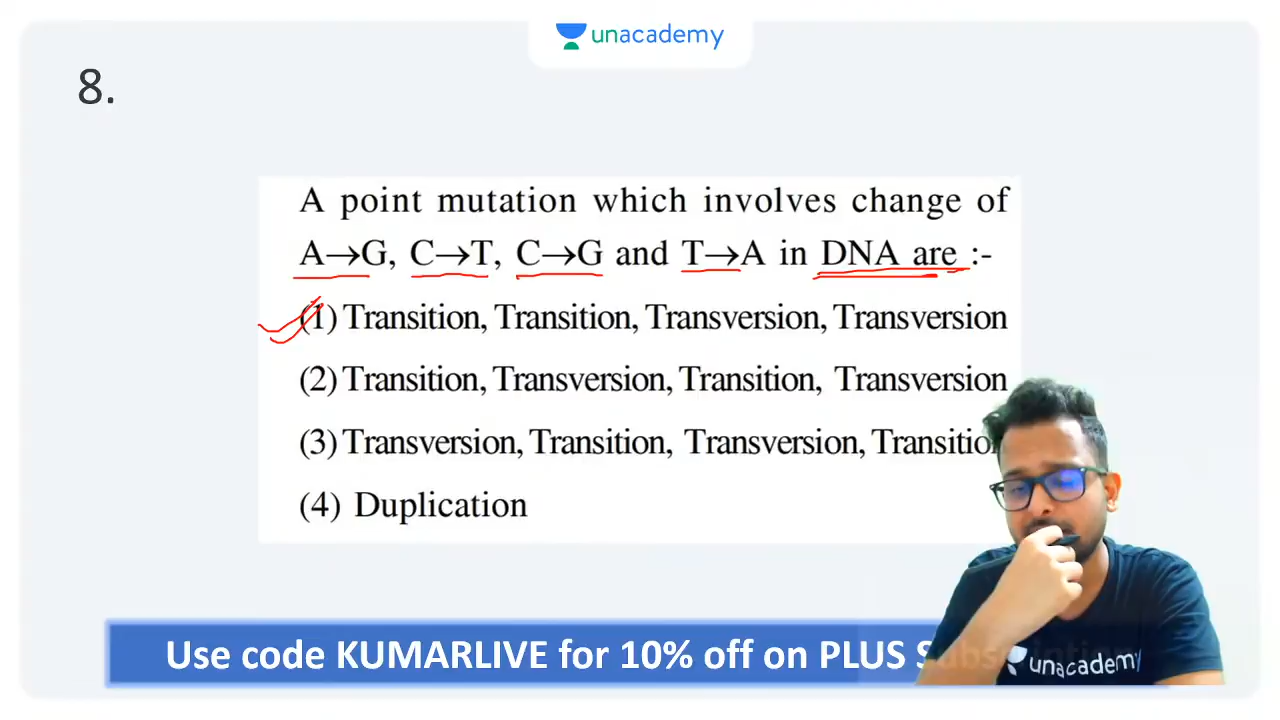 unacademy
8.
A point mutation which involves change of
A→G, C→T, C→G and T→A in DNA are :-
(1) Transition, Transition, Transversion, Transversion
(2) Transition, Transversion, Transition, Transversion
(3) Transversion, Transition, Transversion, Transition
(4) Duplication
Use code KUMARLIVE for 10% off on PLUS
unacademy